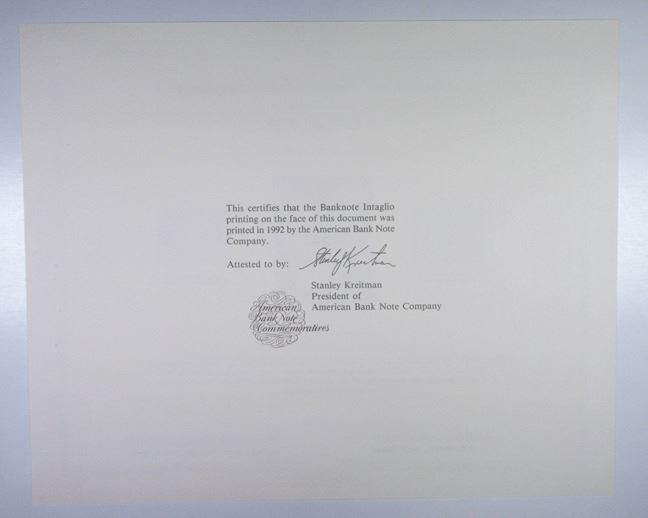 This certifies that the Banknote Intaglio
printing on the face of this document was
printed in 1992 by the American Bank Note
Company.
Attested to by: Stanley Kreitman
Stanley Kreitman
President of
American Bank Note Company
American
Bank Note
Commemoratives